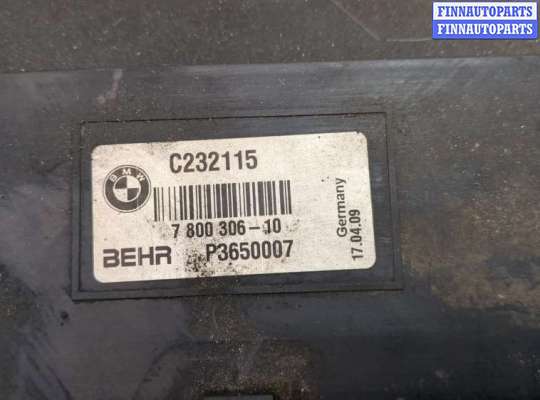 FINNAUTOPARTS
FINNAUTOPARTS
BMW
C232115
7 800 306-10
BEHR P3650007
Germany
17.04.09